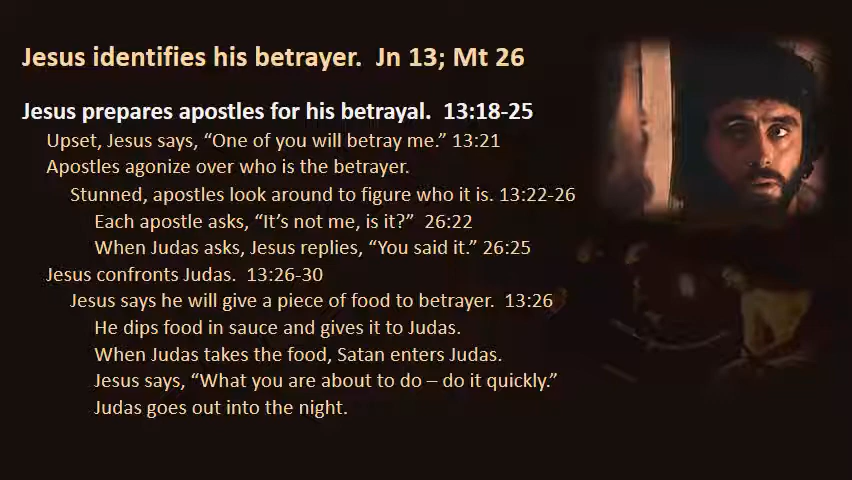 Jesus identifies his betrayer.  Jn 13; Mt 26
Jesus prepares apostles for his betrayal.  13:18-25
Upset, Jesus says, “One of you will betray me.” 13:21
Apostles agonize over who is the betrayer.
Stunned, apostles look around to figure who it is. 13:22-26
Each apostle asks, “It’s not me, is it?”  26:22
When Judas asks, Jesus replies, “You said it.” 26:25
Jesus confronts Judas.  13:26-30
Jesus says he will give a piece of food to betrayer.  13:26
He dips food in sauce and gives it to Judas.
When Judas takes the food, Satan enters Judas.
Jesus says, “What you are about to do – do it quickly.”
Judas goes out into the night.